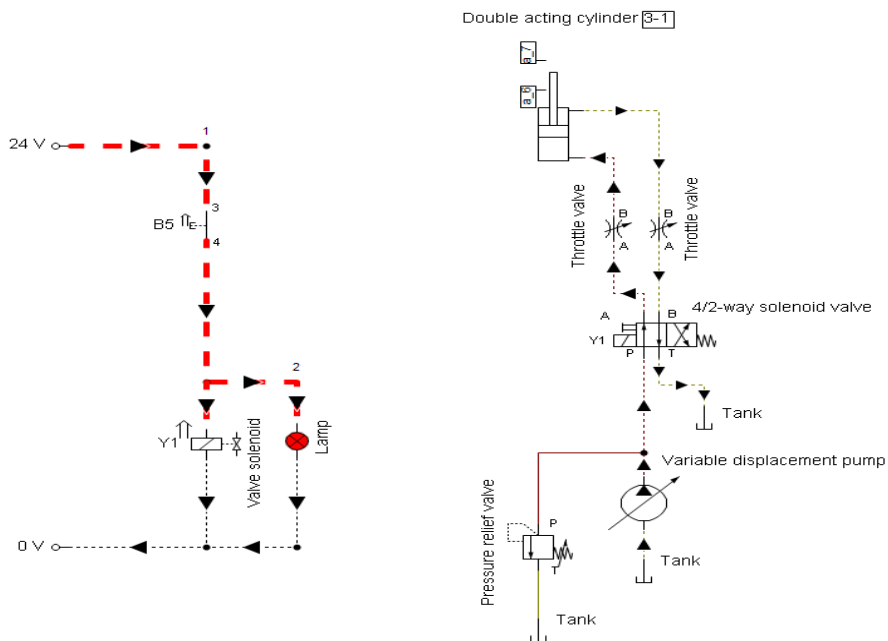 Double acting cylinder 3-1
a_7
a_6
1
24 V
3
B5 E
4
Throttle valve
B
A
B
A
Throttle valve
4/2-way solenoid valve
A
B
Y1
P
T
2
Y1
Valve solenoid
Lamp
Tank
Variable displacement pump
0 V
Pressure relief valve
P
T
Tank
Tank